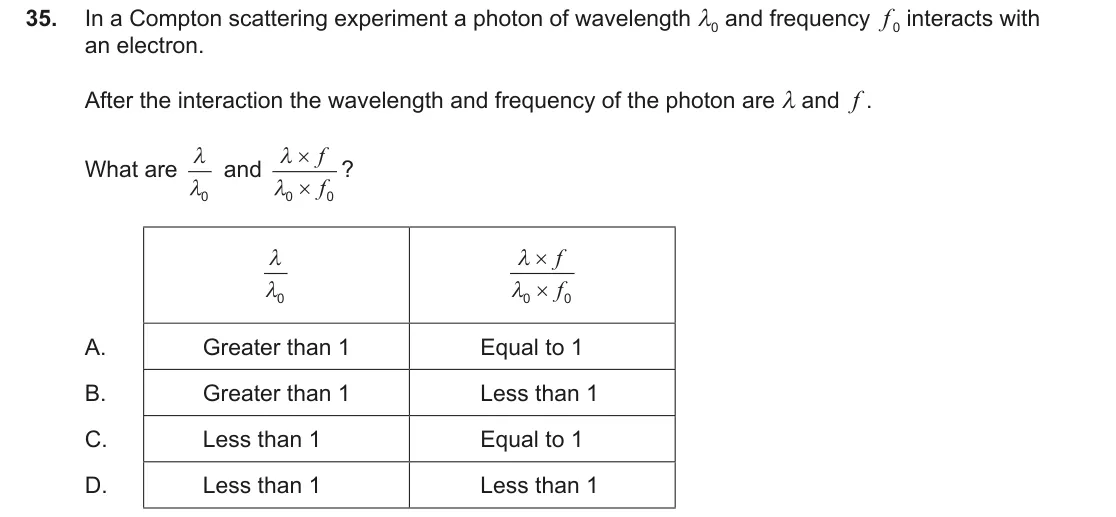 35. In a Compton scattering experiment a photon of wavelength λ₀ and frequency f₀ interacts with
an electron.
After the interaction the wavelength and frequency of the photon are λ and f.
What are λ/λ₀ and (λ × f)/(λ₀ × f₀)?
λ/λ₀ (λ × f)/(λ₀ × f₀)
A. Greater than 1 Equal to 1
B. Greater than 1 Less than 1
C. Less than 1 Equal to 1
D. Less than 1 Less than 1